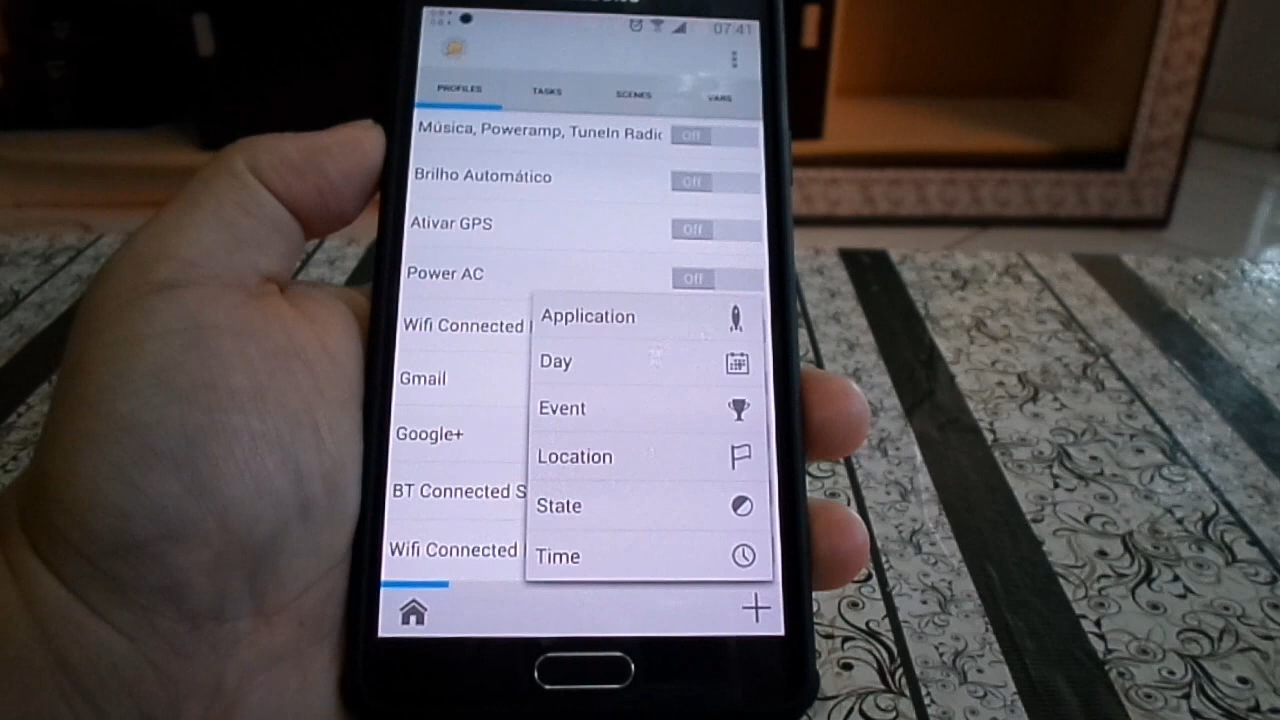 07:41
PROFILES TASKS SCENES VARS
Música, Poweramp, TuneIn Radio Off
Brilho Automático Off
Ativar GPS Off
Power AC Off
Wifi Connected
Gmail
Google+
BT Connected S
Wifi Connected
Application
Day
Event
Location
State
Time